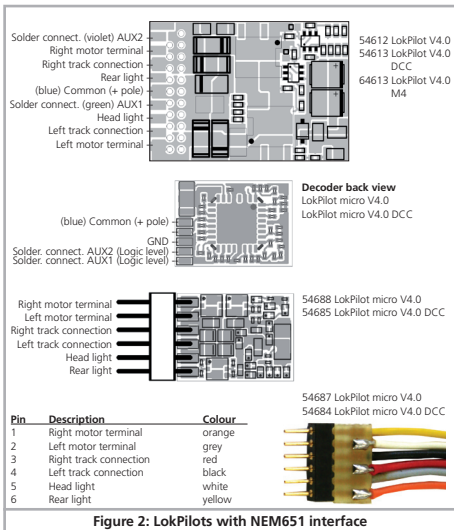 Solder connect. (violet) AUX2
Right motor terminal
Right track connection
Rear light
(blue) Common (+ pole)
Solder connect. (green) AUX1
Head light
Left track connection
Left motor terminal
54612 LokPilot V4.0
54613 LokPilot V4.0
DCC
64613 LokPilot V4.0
M4
Decoder back view
LokPilot micro V4.0
LokPilot micro V4.0 DCC
(blue) Common (+ pole)
GND
Solder. connect. AUX2 (Logic level)
Solder. connect. AUX1 (Logic level)
Right motor terminal
Left motor terminal
Right track connection
Left track connection
Head light
Rear light
54688 LokPilot micro V4.0
54685 LokPilot micro V4.0 DCC
54687 LokPilot micro V4.0
54684 LokPilot micro V4.0 DCC
Pin Description Colour
1 Right motor terminal orange
2 Left motor terminal grey
3 Right track connection red
4 Left track connection black
5 Head light white
6 Rear light yellow
Figure 2: LokPilots with NEM651 interface